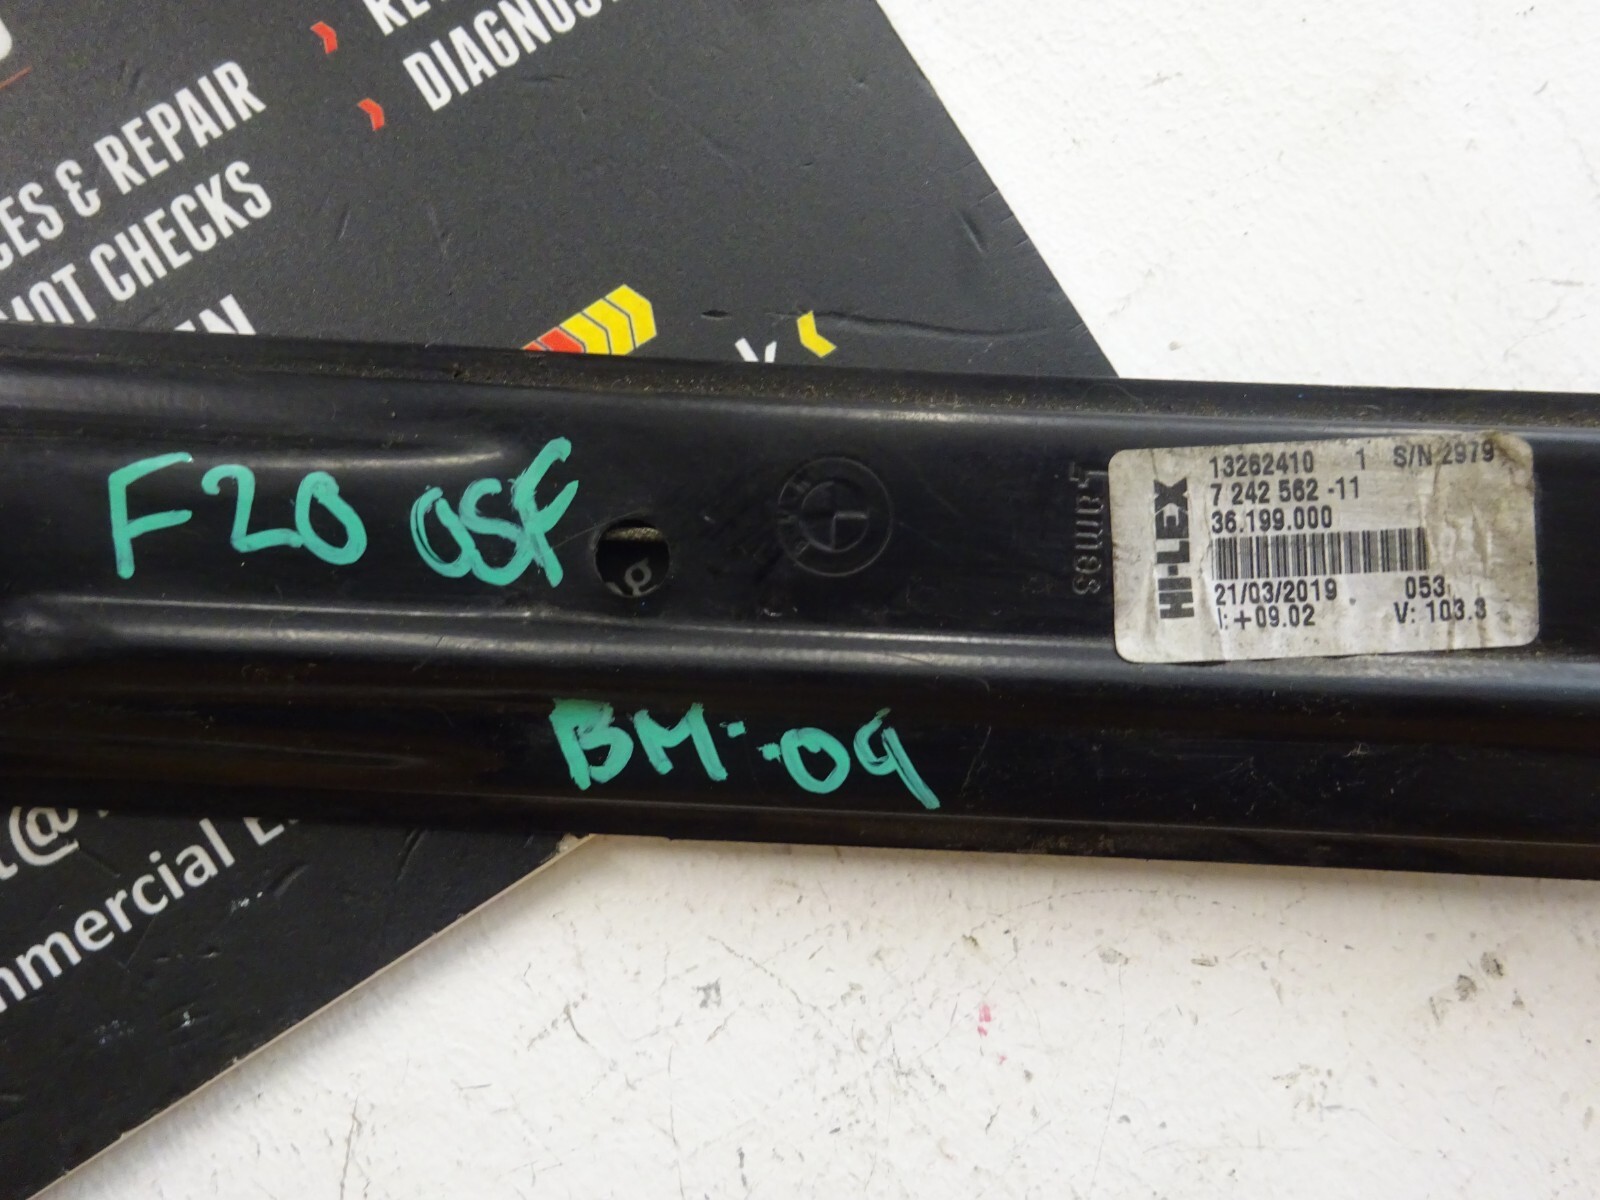 DIAGNOS
CES & REPAIR
MOT CHECKS
F20 OSF
BM-09
Lames
HI-LEX
13262410 1 S/N 2979
7 242 562 -11
36.199.000
21/03/2019 053
I:+09.02 V: 103.3
mmercial